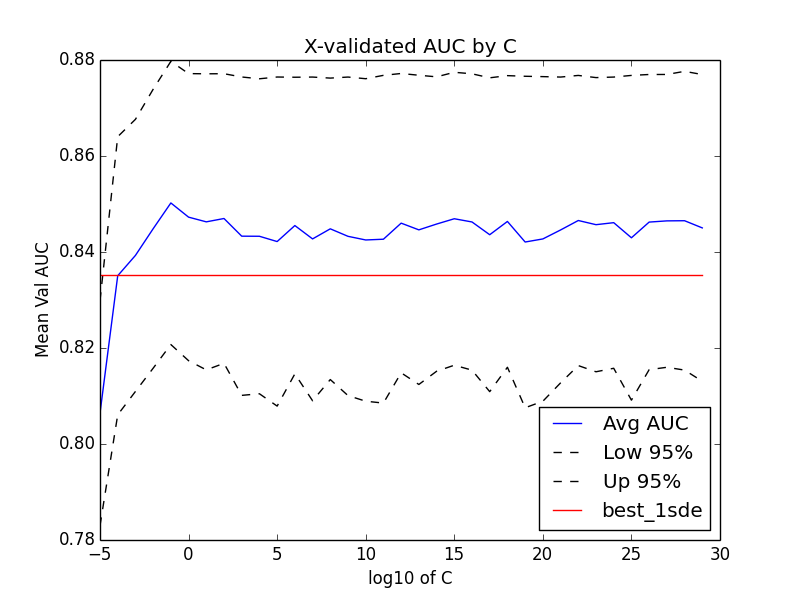 X-validated AUC by C
0.88
0.86
0.84
0.82
0.80
0.78
Mean Val AUC
−5
0
5
10
15
20
25
30
log10 of C
Avg AUC
Low 95%
Up 95%
best_1sde